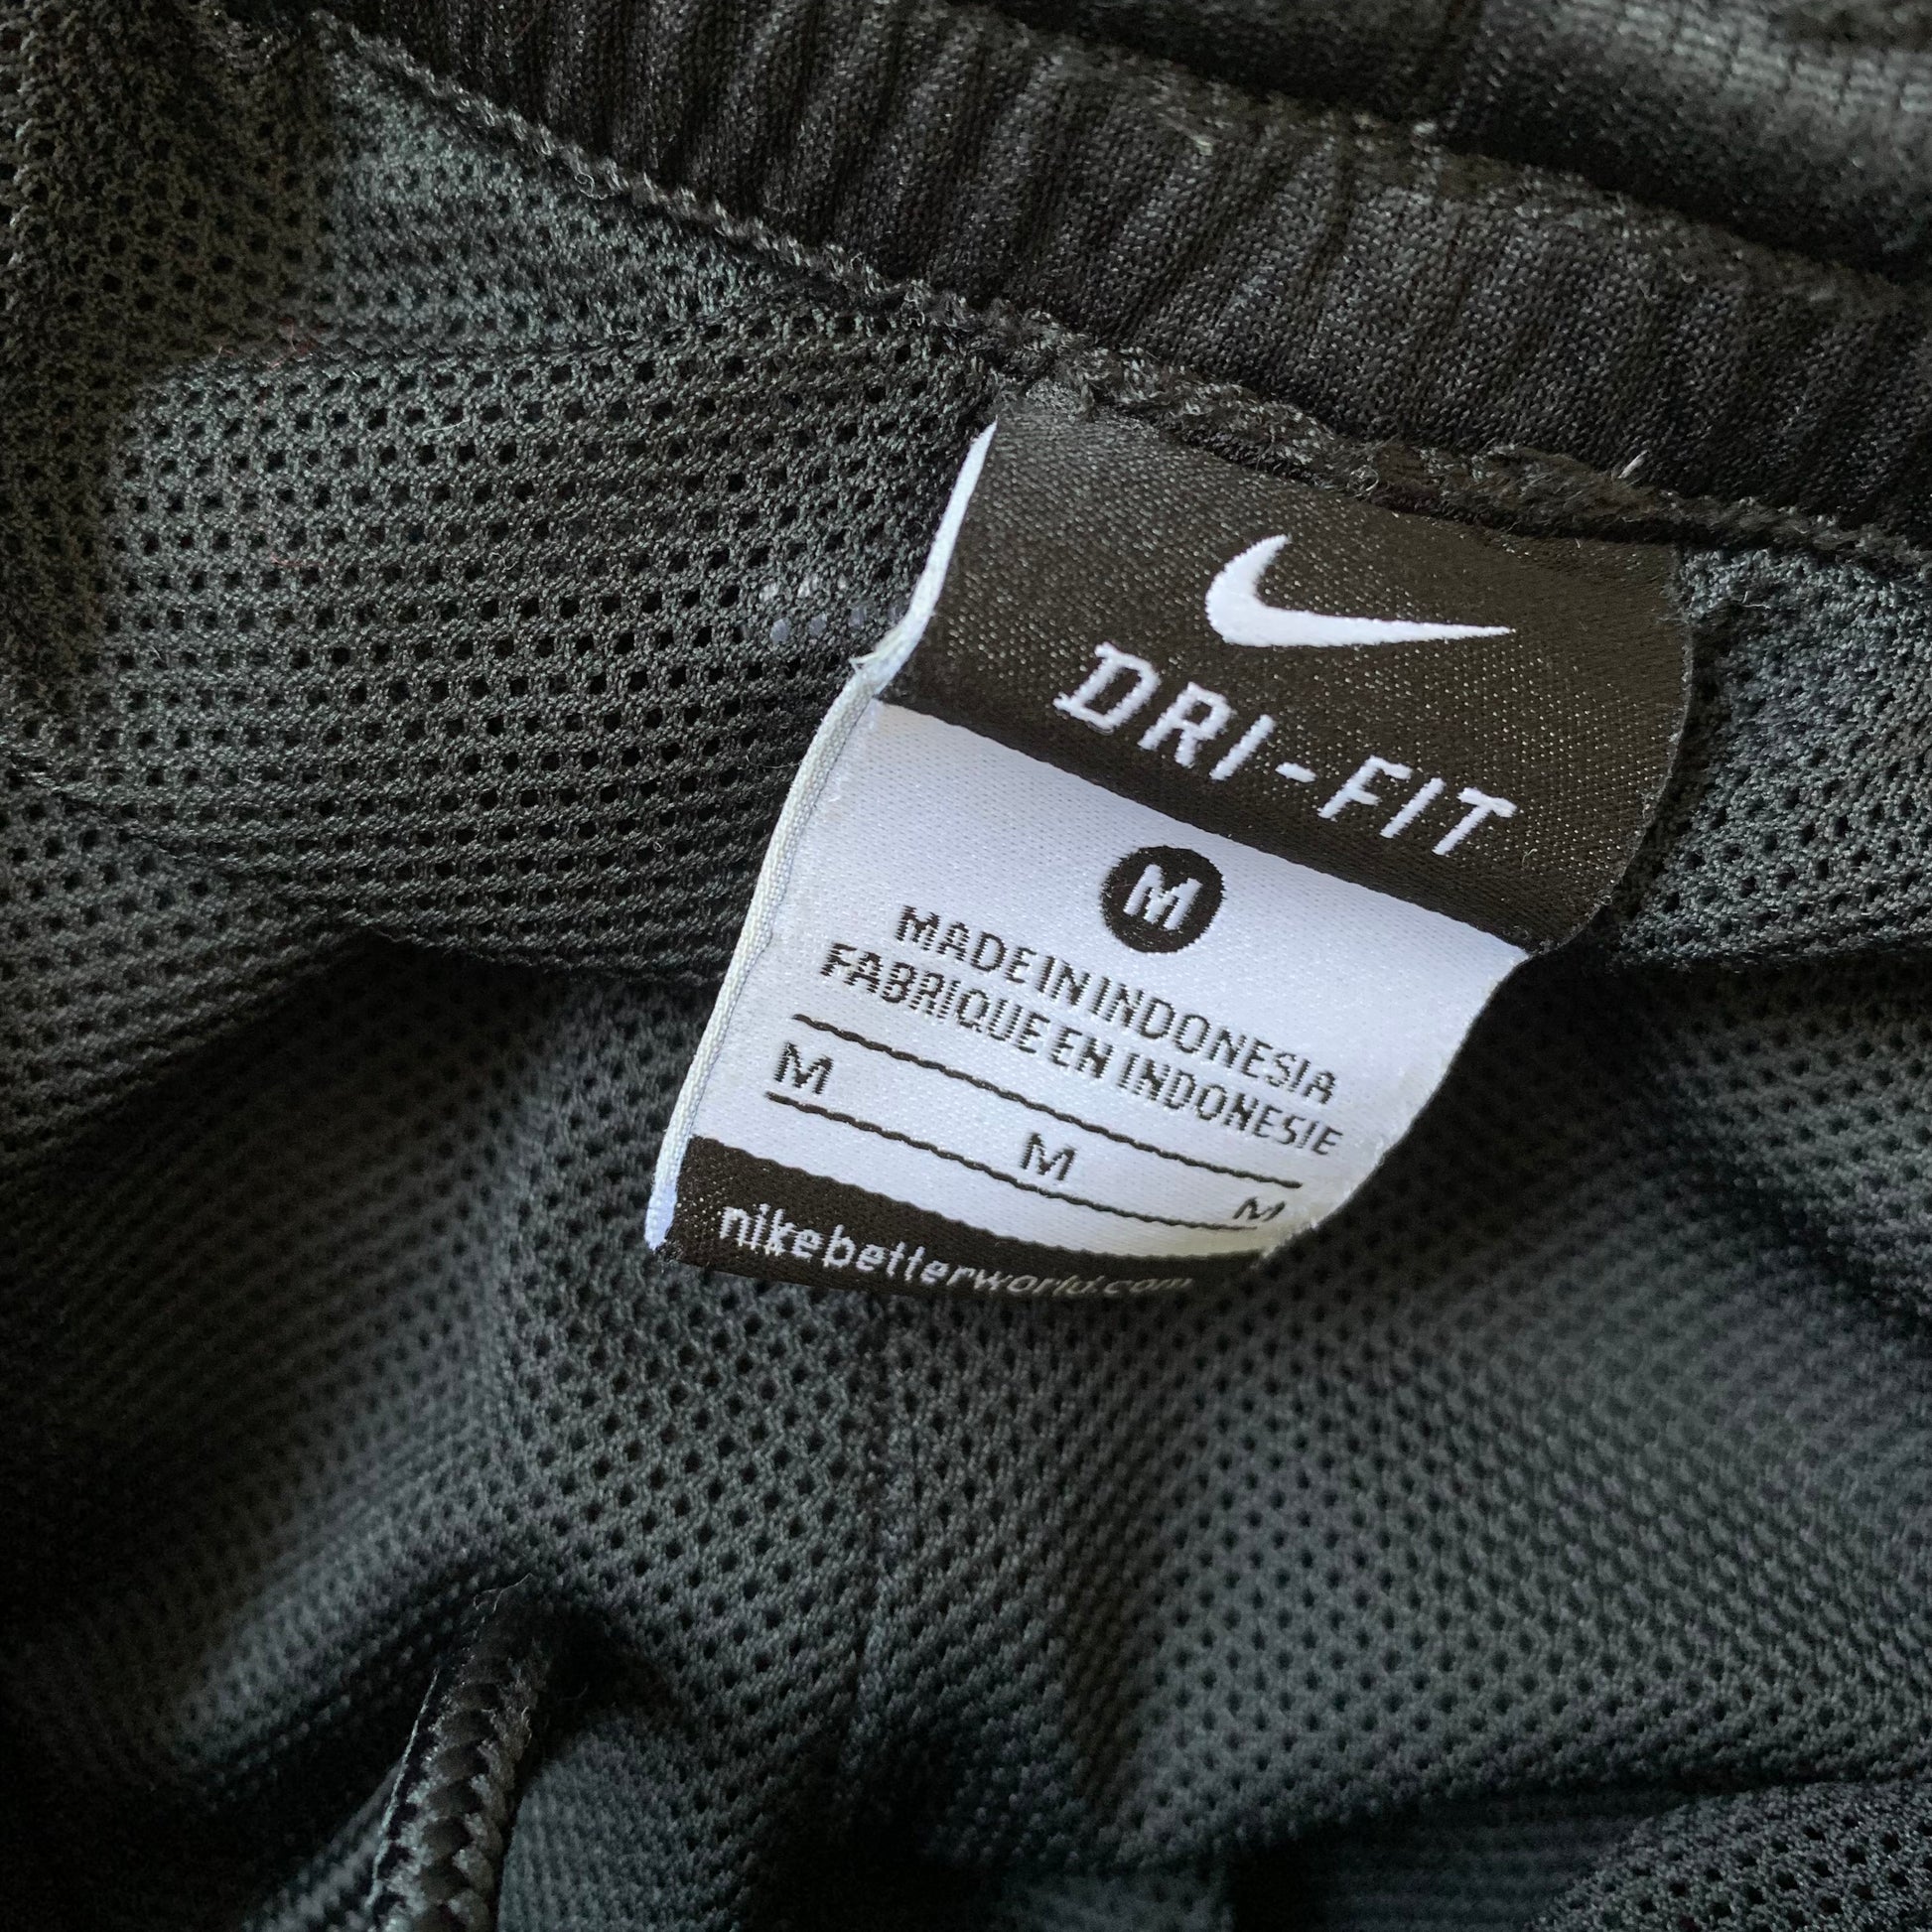 DRI-FIT
M
MADE IN INDONESIA
FABRIQUE EN INDONESIE
M M M
nikebetterworld.com